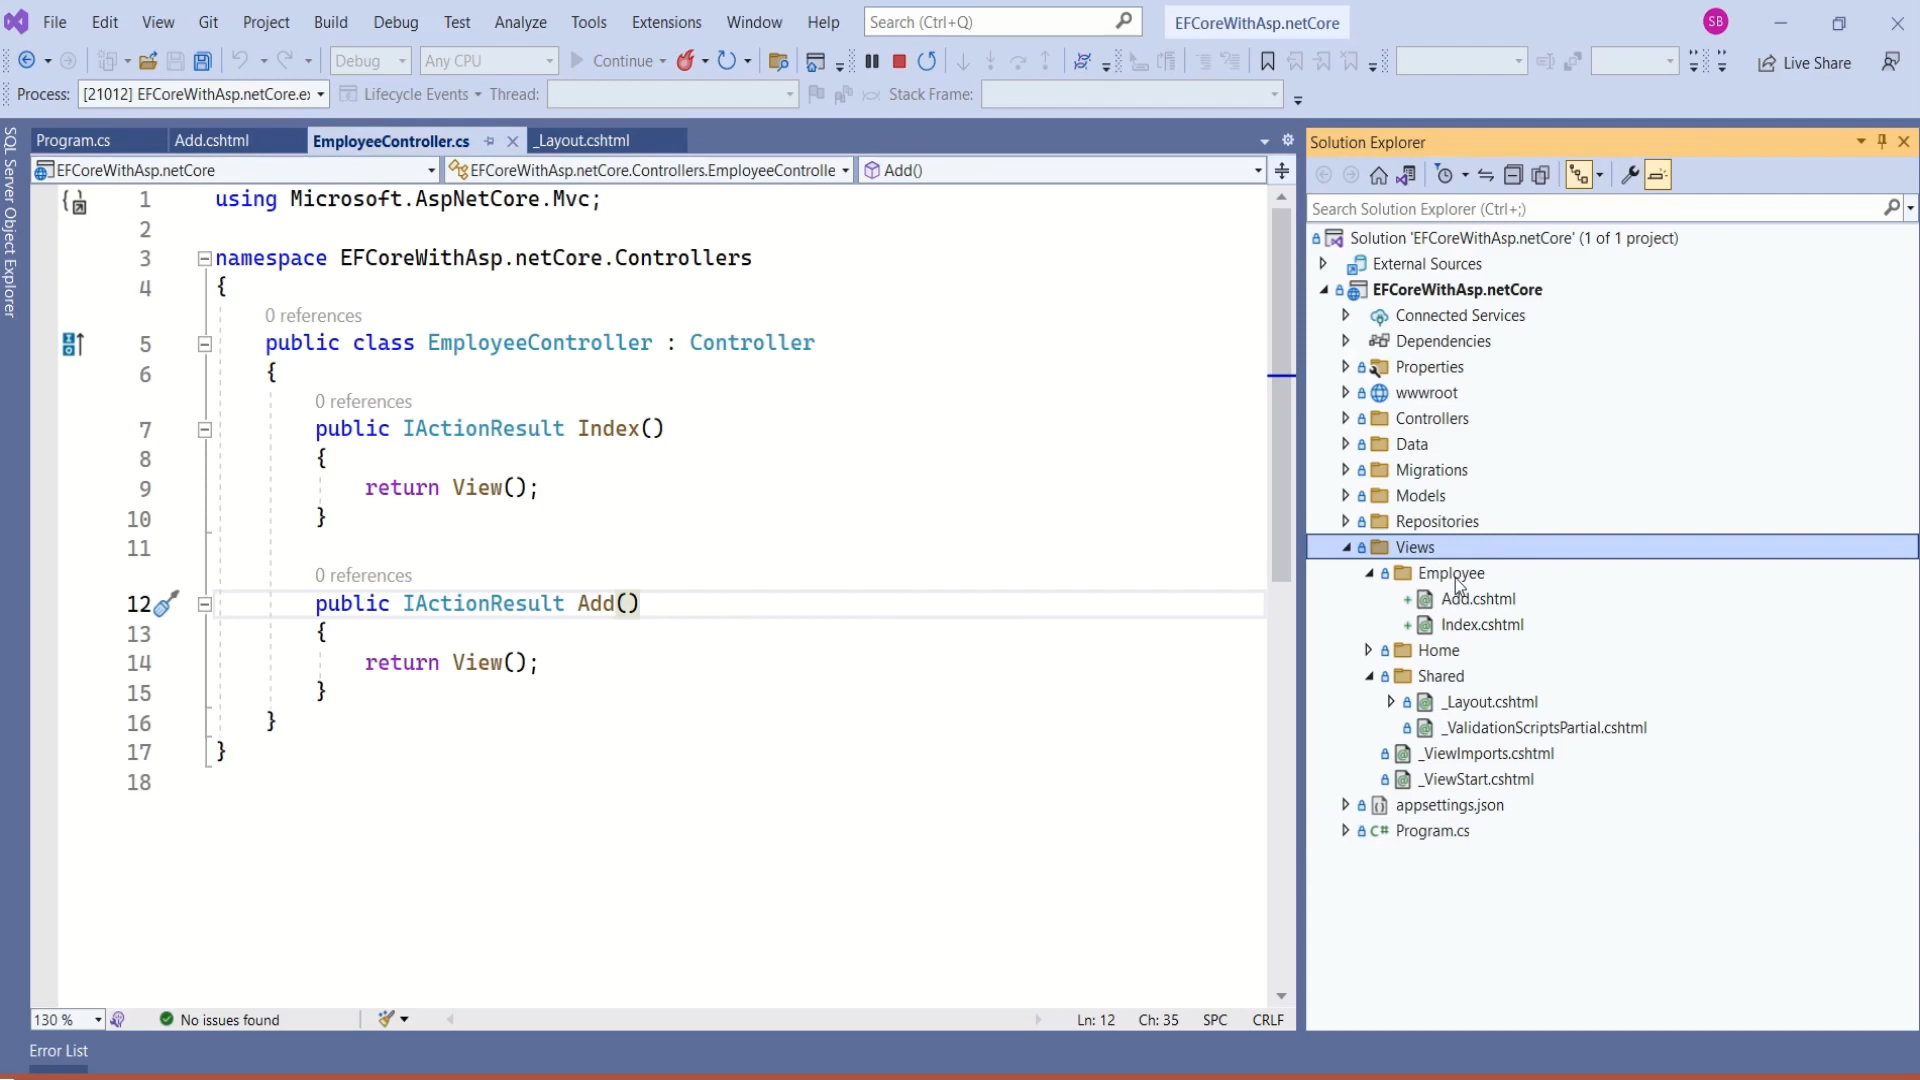 File Edit View Git Project Build Debug Test Analyze Tools Extensions Window Help Search (Ctrl+Q) EFCoreWithAsp.netCore SB
Debug Any CPU Continue Live Share
Process: [21012] EFCoreWithAsp.netCore.ex Lifecycle Events Thread: Stack Frame:
SQL Server Object Explorer
Program.cs Add.cshtml EmployeeController.cs _Layout.cshtml
EFCoreWithAsp.netCore EFCoreWithAsp.netCore.Controllers.EmployeeControlle Add()
1 using Microsoft.AspNetCore.Mvc;
2
3 namespace EFCoreWithAsp.netCore.Controllers
4 {
0 references
5 public class EmployeeController : Controller
6 {
0 references
7 public IActionResult Index()
8 {
9 return View();
10 }
11
0 references
12 public IActionResult Add()
13 {
14 return View();
15 }
16 }
17 }
18
130 % No issues found Ln: 12 Ch: 35 SPC CRLF
Error List
Solution Explorer
Search Solution Explorer (Ctrl+;)
Solution 'EFCoreWithAsp.netCore' (1 of 1 project)
External Sources
EFCoreWithAsp.netCore
Connected Services
Dependencies
Properties
wwwroot
Controllers
Data
Migrations
Models
Repositories
Views
Employee
Add.cshtml
Index.cshtml
Home
Shared
_Layout.cshtml
_ValidationScriptsPartial.cshtml
_ViewImports.cshtml
_ViewStart.cshtml
appsettings.json
C# Program.cs